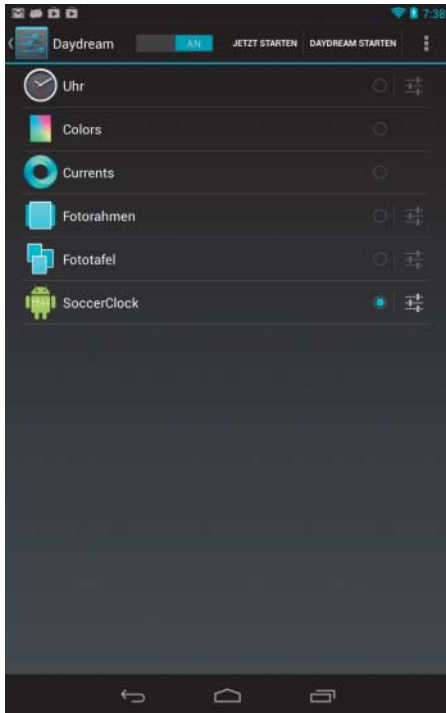 7:38
Daydream AN JETZT STARTEN DAYDREAM STARTEN
Uhr
Colors
Currents
Fotorahmen
Fototafel
SoccerClock